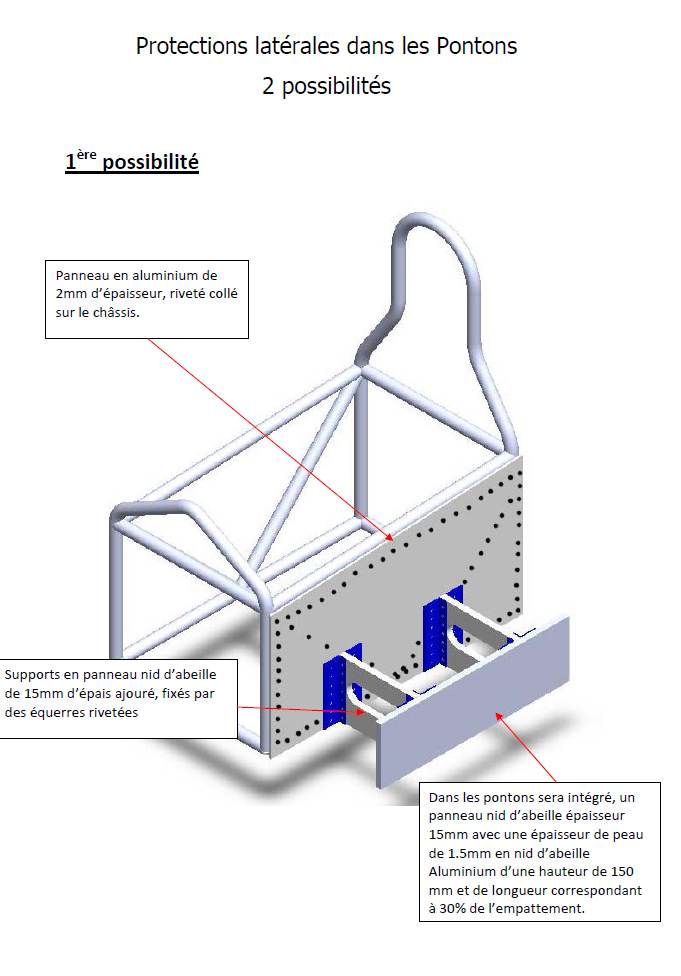 Protections latérales dans les Pontons
2 possibilités
1ère possibilité
Panneau en aluminium de
2mm d’épaisseur, riveté collé
sur le châssis.
Supports en panneau nid d’abeille
de 15mm d’épais ajouré, fixés par
des équerres rivetées
Dans les pontons sera intégré, un
panneau nid d’abeille épaisseur
15mm avec une épaisseur de peau
de 1.5mm en nid d’abeille
Aluminium d’une hauteur de 150
mm et de longueur correspondant
à 30% de l’empattement.